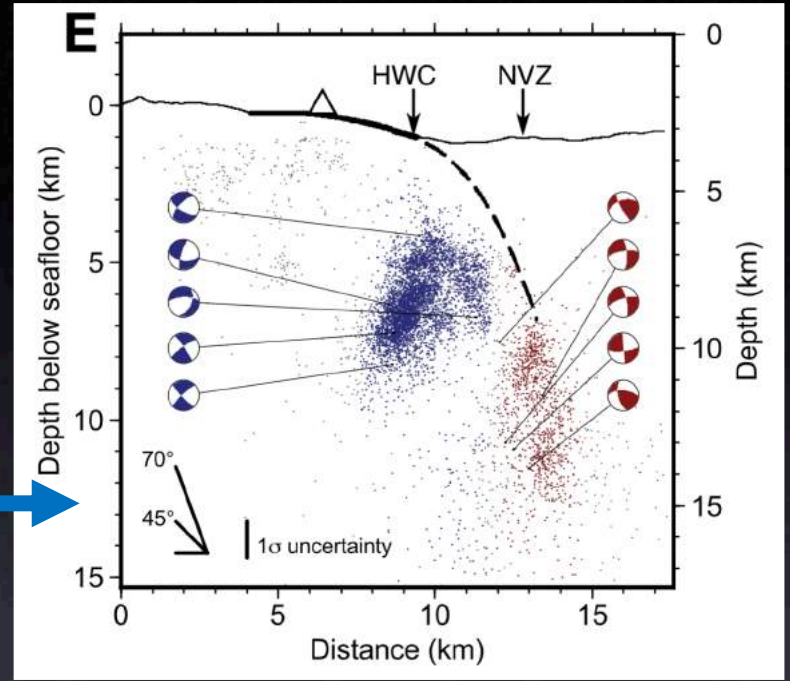 E
HWC NVZ
0
5
10
15
Depth below seafloor (km)
0
5
10
15
Depth (km)
70°
45°
1σ uncertainty
0 5 10 15
Distance (km)